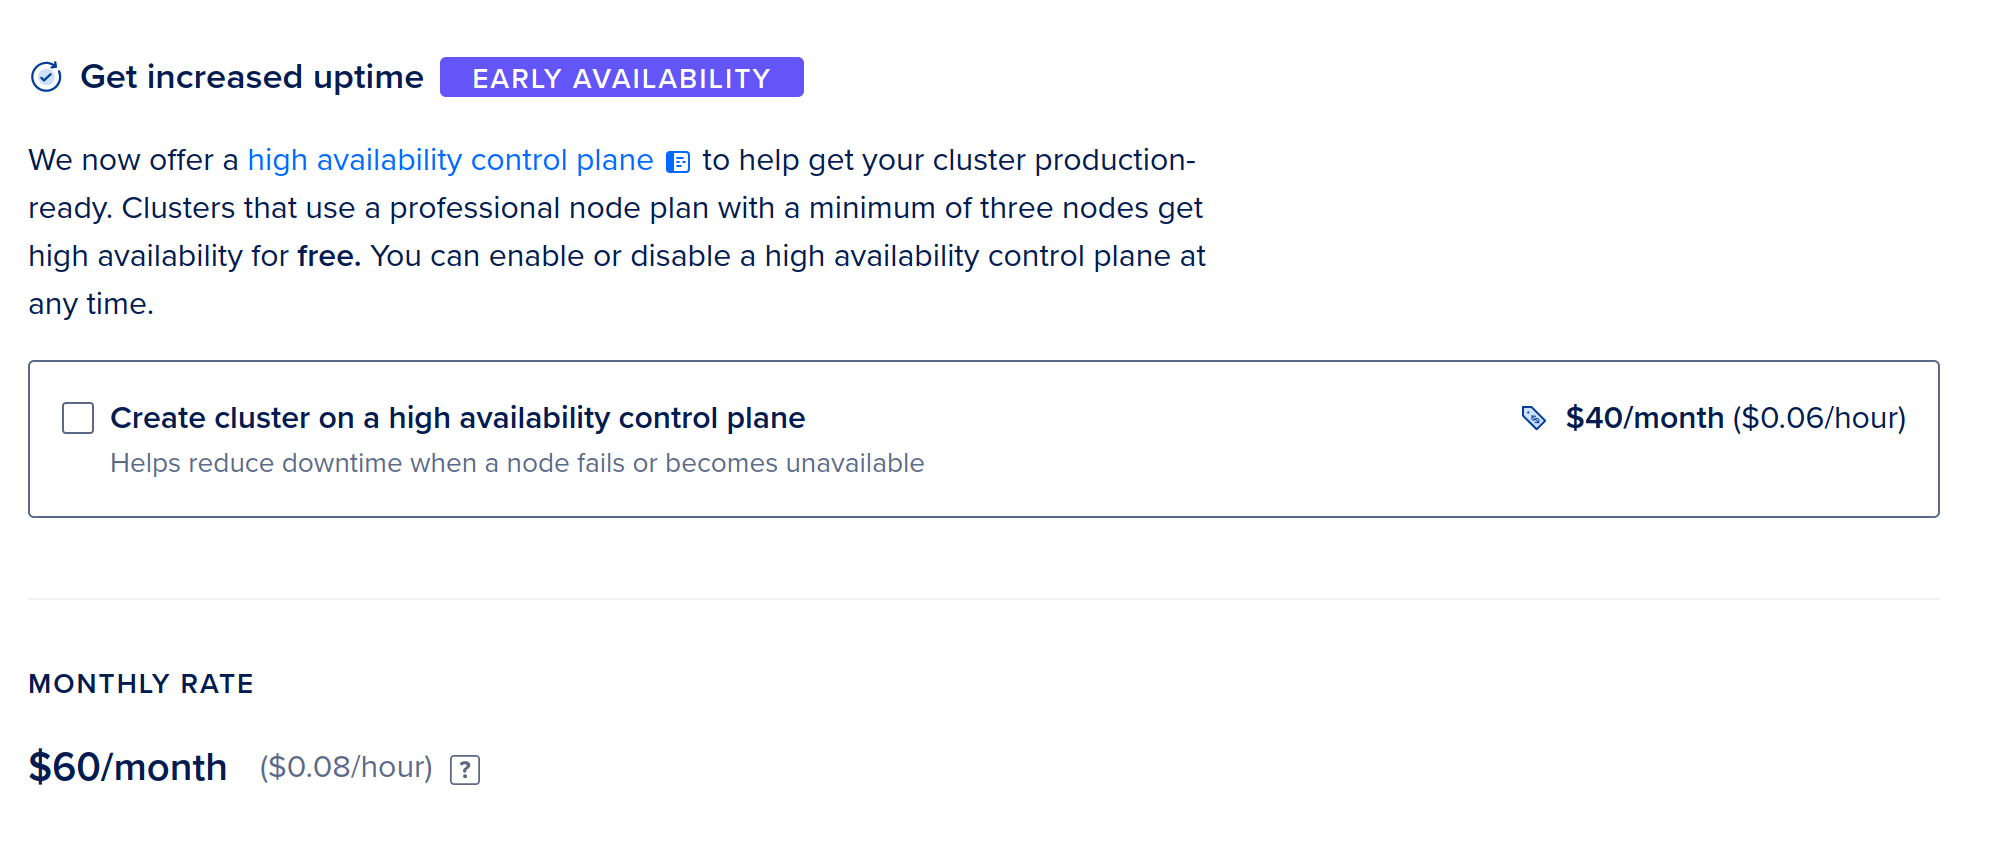 Get increased uptime EARLY AVAILABILITY
We now offer a high availability control plane to help get your cluster production-
ready. Clusters that use a professional node plan with a minimum of three nodes get
high availability for free. You can enable or disable a high availability control plane at
any time.
Create cluster on a high availability control plane $40/month ($0.06/hour)
Helps reduce downtime when a node fails or becomes unavailable
MONTHLY RATE
$60/month ($0.08/hour) ?